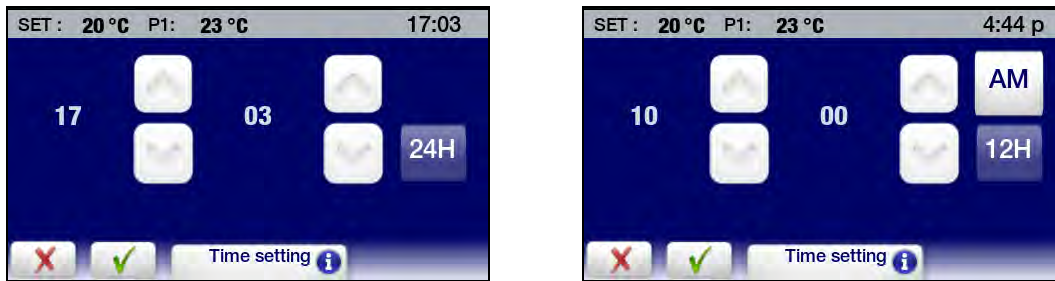 SET : 20 °C P1: 23 °C 17:03
17 03
24H
Time setting i
SET : 20 °C P1: 23 °C 4:44 p
AM
10 00
12H
Time setting i